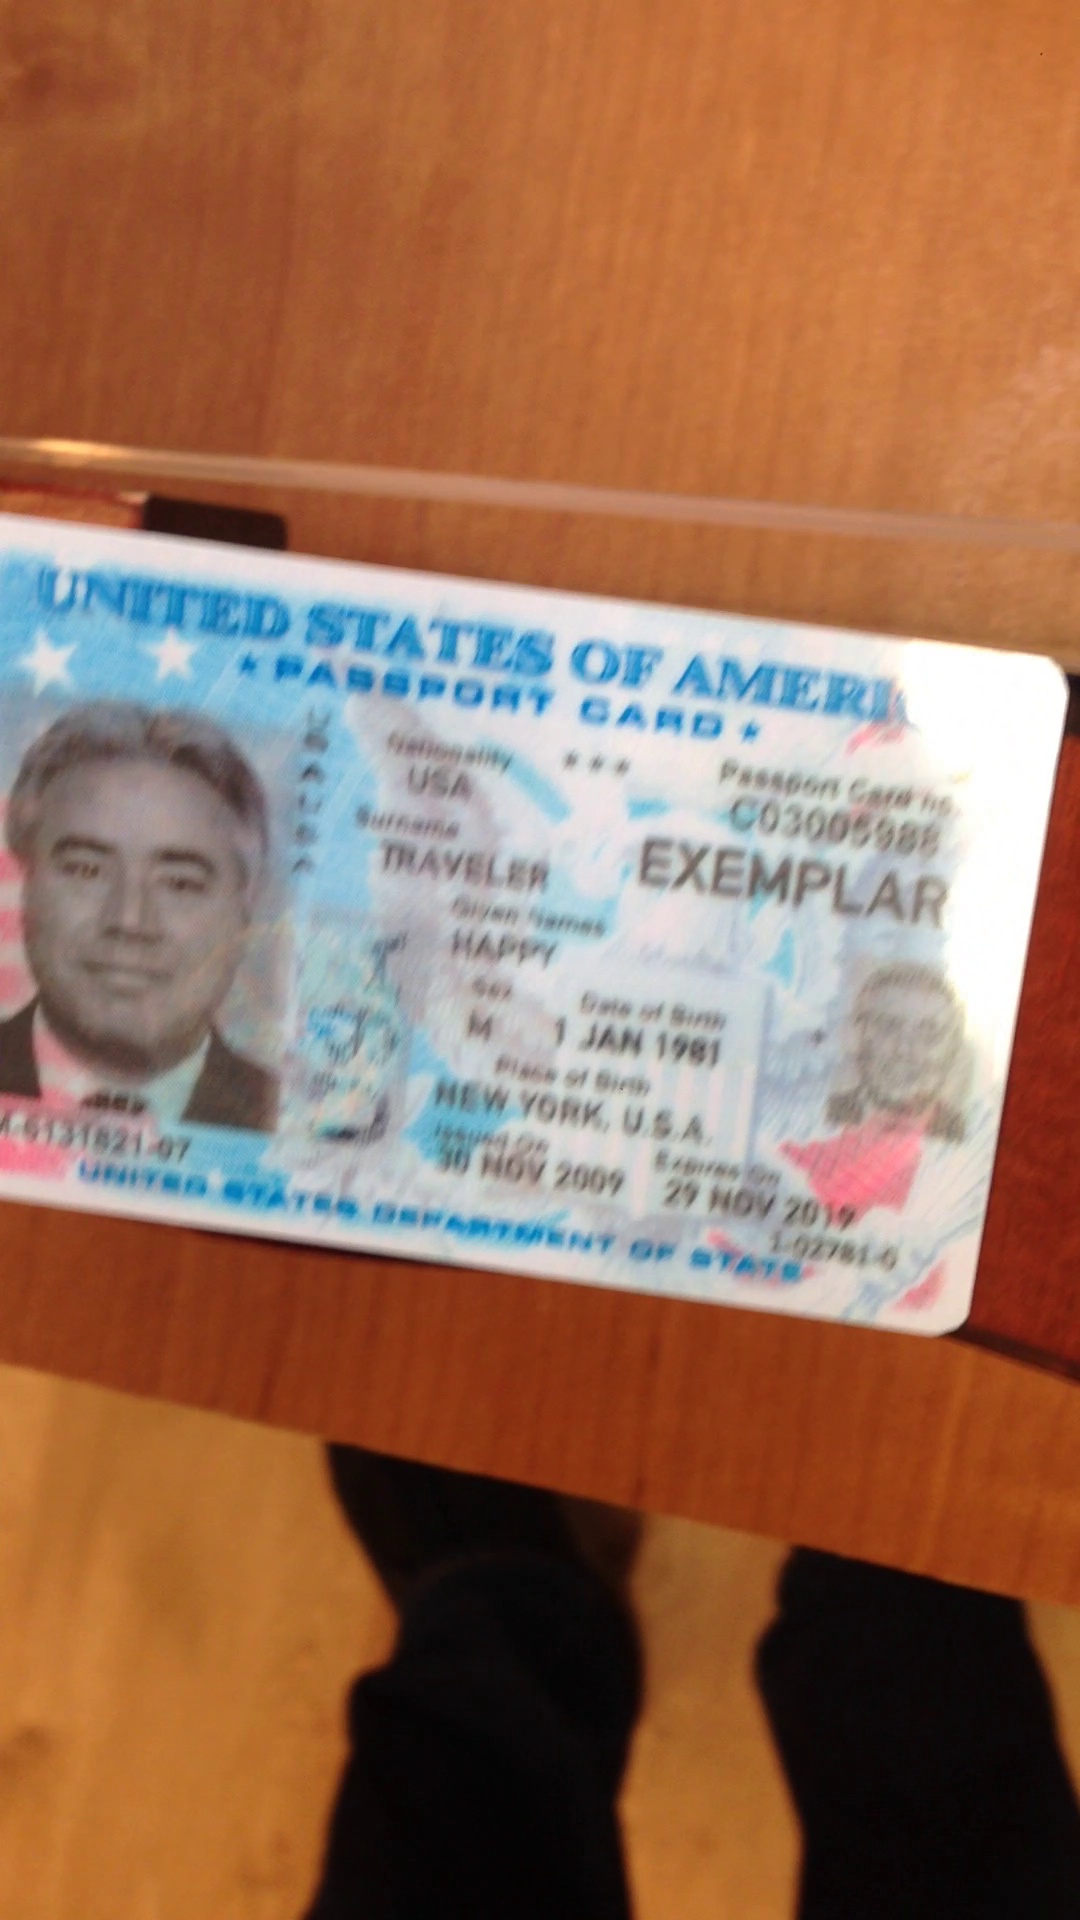 UNITED STATES OF AMERI
★ PASSPORT CARD ★
Nationality
USA
***
Passport Card no.
C03005988
Surname
TRAVELER
EXEMPLAR
Given Names
HAPPY
Sex
M
Date of Birth
1 JAN 1981
Place of Birth
NEW YORK, U.S.A.
Issued On
30 NOV 2009
Expires On
29 NOV 2019
6131821-07
1-02781-0
UNITED STATES DEPARTMENT OF STATE